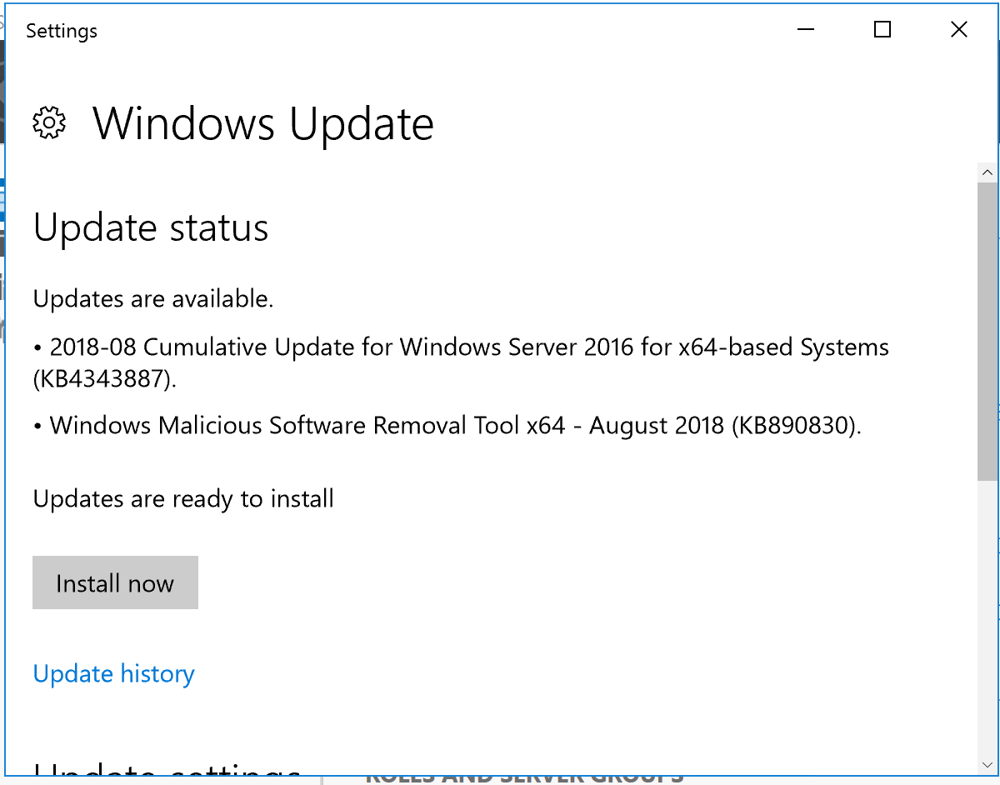 Settings
Windows Update
Update status
Updates are available.
• 2018-08 Cumulative Update for Windows Server 2016 for x64-based Systems
(KB4343887).
• Windows Malicious Software Removal Tool x64 - August 2018 (KB890830).
Updates are ready to install
Install now
Update history
Update settings
ROLES AND SERVER GROUPS